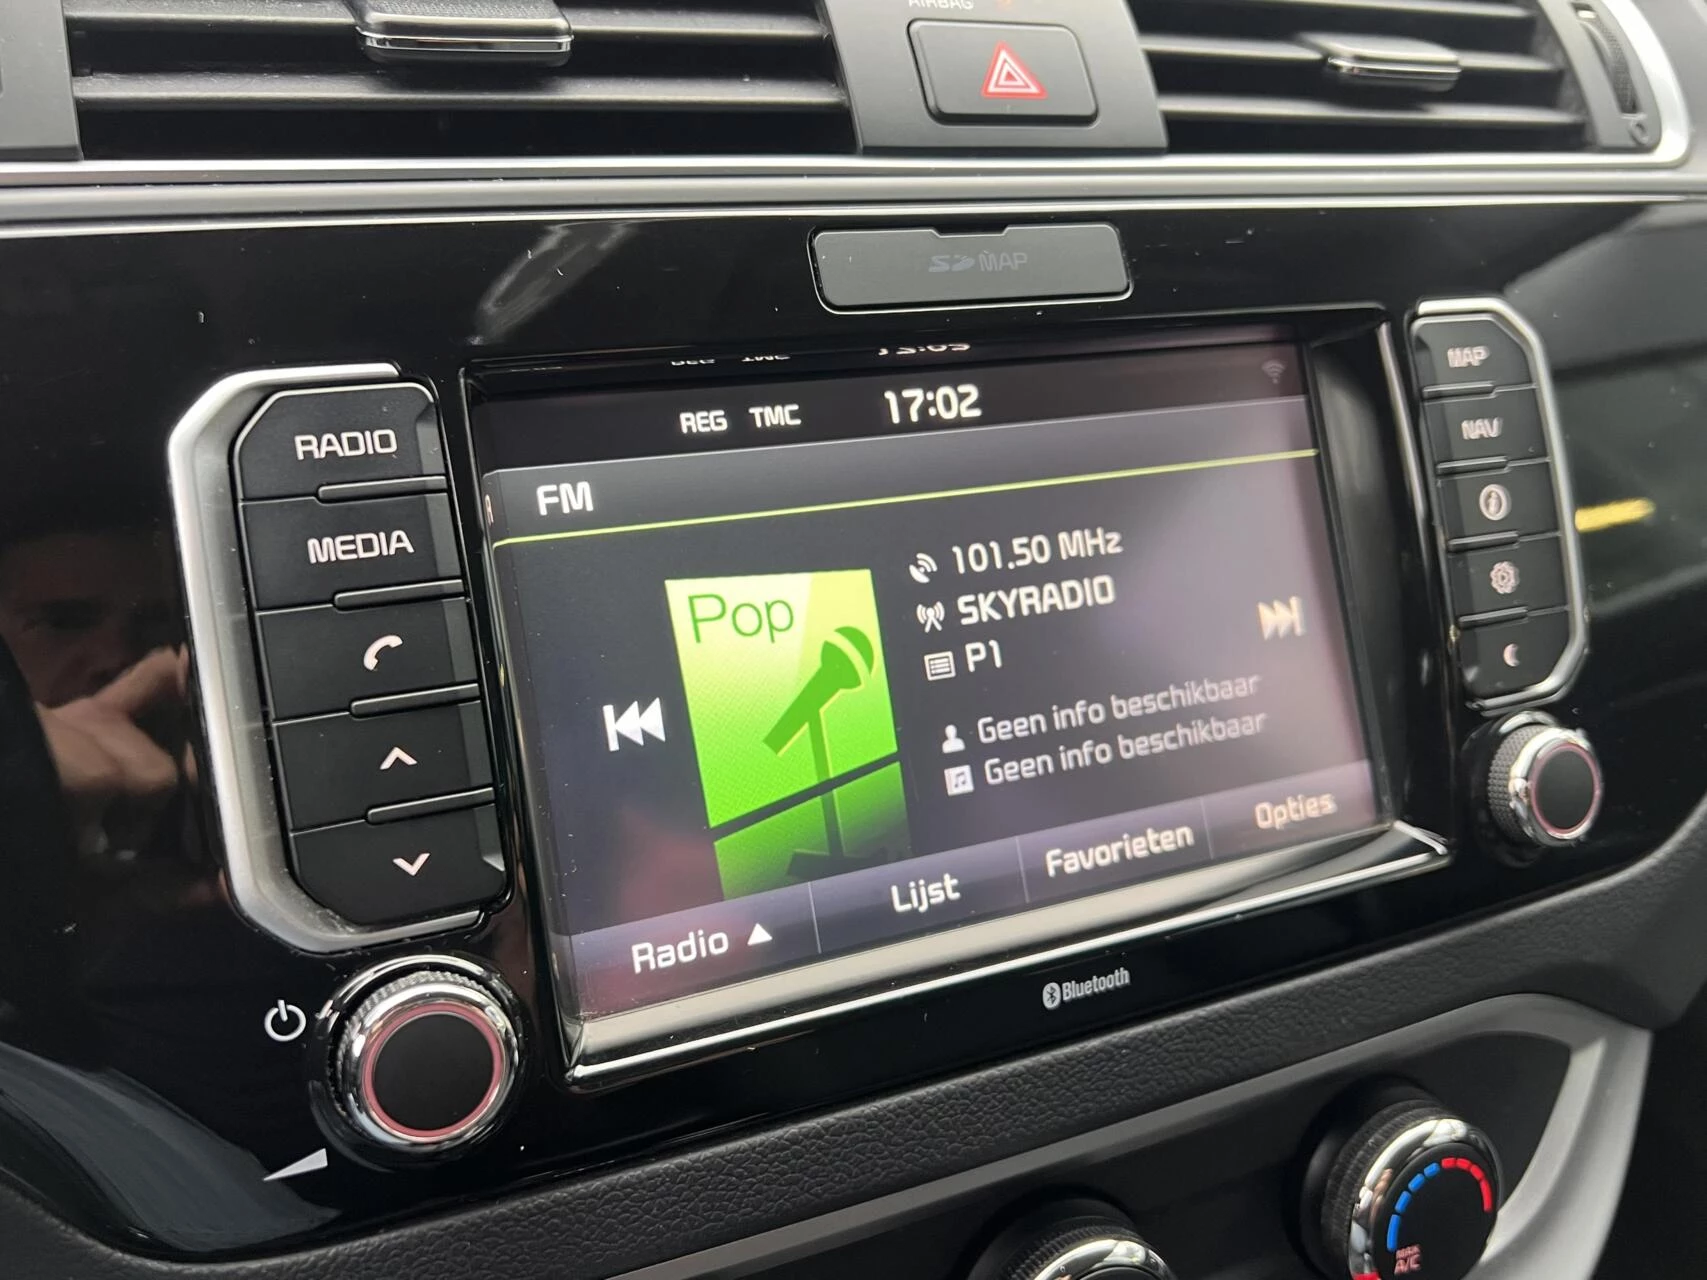 AIRBAG
SD MAP
RADIO
MEDIA
MAP
NAV
REG TMC 17:02
FM
Pop
101.50 MHz
SKYRADIO
P1
Geen info beschikbaar
Geen info beschikbaar
Radio ▲ Lijst Favorieten Opties
Bluetooth
MAX
A/C